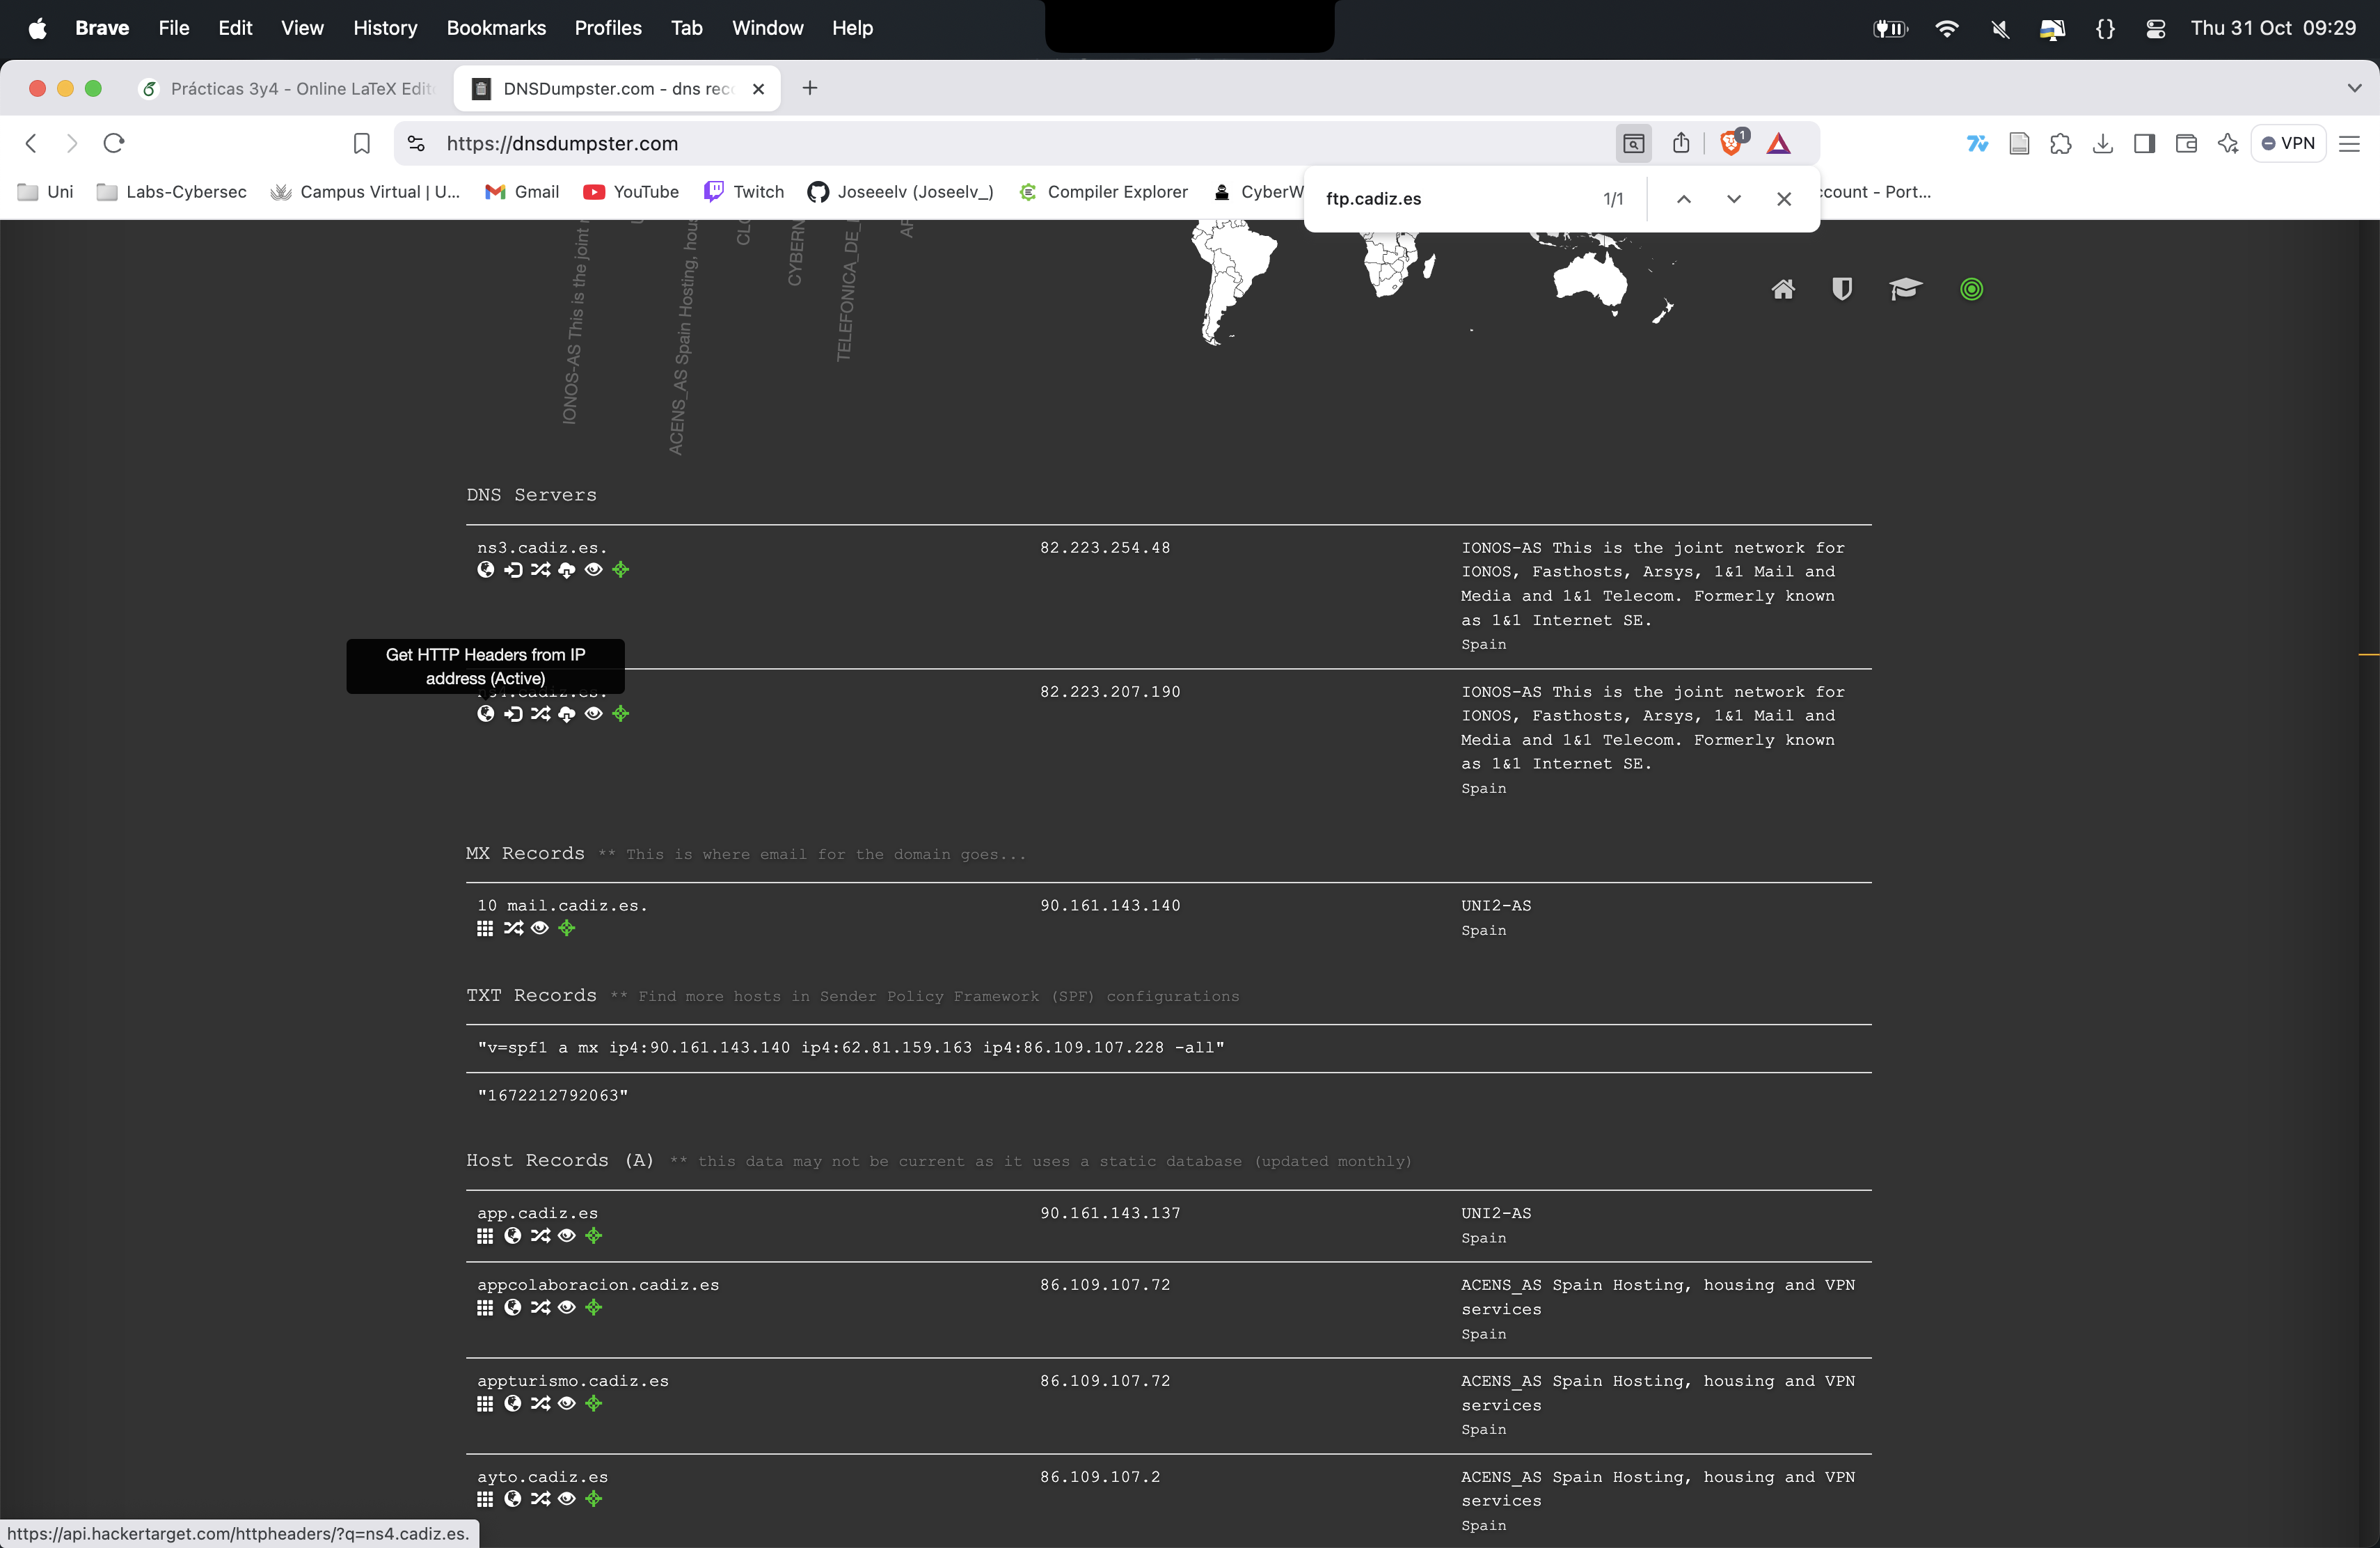 Brave File Edit View History Bookmarks Profiles Tab Window Help Thu 31 Oct 09:29
Prácticas 3y4 - Online LaTeX Edit
DNSDumpster.com - dns rec
https://dnsdumpster.com
1
VPN
Uni Labs-Cybersec Campus Virtual | U... Gmail YouTube Twitch Joseeelv (Joseelv_) Compiler Explorer CyberW ccount - Port...
ftp.cadiz.es 1/1
IONOS-AS This is the joint
ACENS_AS Spain Hosting, hous
CLO
CYBERN
TELEFONICA_DE_
AR
DNS Servers
ns3.cadiz.es. 82.223.254.48 IONOS-AS This is the joint network for
IONOS, Fasthosts, Arsys, 1&1 Mail and
Media and 1&1 Telecom. Formerly known
as 1&1 Internet SE.
Spain
Get HTTP Headers from IP
address (Active)
ns4.cadiz.es. 82.223.207.190 IONOS-AS This is the joint network for
IONOS, Fasthosts, Arsys, 1&1 Mail and
Media and 1&1 Telecom. Formerly known
as 1&1 Internet SE.
Spain
MX Records ** This is where email for the domain goes...
10 mail.cadiz.es. 90.161.143.140 UNI2-AS
Spain
TXT Records ** Find more hosts in Sender Policy Framework (SPF) configurations
"v=spf1 a mx ip4:90.161.143.140 ip4:62.81.159.163 ip4:86.109.107.228 -all"
"1672212792063"
Host Records (A) ** this data may not be current as it uses a static database (updated monthly)
app.cadiz.es 90.161.143.137 UNI2-AS
Spain
appcolaboracion.cadiz.es 86.109.107.72 ACENS_AS Spain Hosting, housing and VPN
services
Spain
appturismo.cadiz.es 86.109.107.72 ACENS_AS Spain Hosting, housing and VPN
services
Spain
ayto.cadiz.es 86.109.107.2 ACENS_AS Spain Hosting, housing and VPN
services
Spain
https://api.hackertarget.com/httpheaders/?q=ns4.cadiz.es.